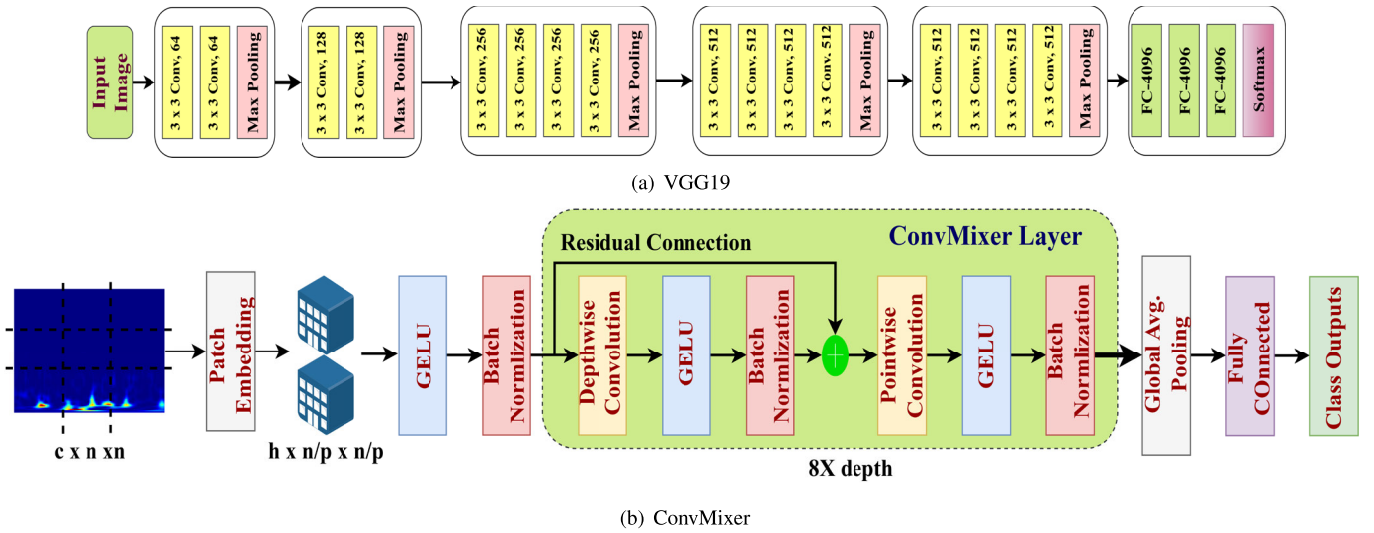 Input
Image
3 x 3 Conv, 64
3 x 3 Conv, 64
Max Pooling
3 x 3 Conv, 128
3 x 3 Conv, 128
Max Pooling
3 x 3 Conv, 256
3 x 3 Conv, 256
3 x 3 Conv, 256
3 x 3 Conv, 256
Max Pooling
3 x 3 Conv, 512
3 x 3 Conv, 512
3 x 3 Conv, 512
3 x 3 Conv, 512
Max Pooling
3 x 3 Conv, 512
3 x 3 Conv, 512
3 x 3 Conv, 512
3 x 3 Conv, 512
Max Pooling
FC-4096
FC-4096
FC-4096
Softmax
(a) VGG19
c x n xn
Patch
Embedding
h x n/p x n/p
GELU
Batch
Normlization
Residual Connection
ConvMixer Layer
Depthwise
Convolution
GELU
Batch
Normlization
Pointwise
Convolution
GELU
Batch
Normlization
8X depth
Global Avg.
Pooling
Fully
COnnected
Class Outputs
(b) ConvMixer